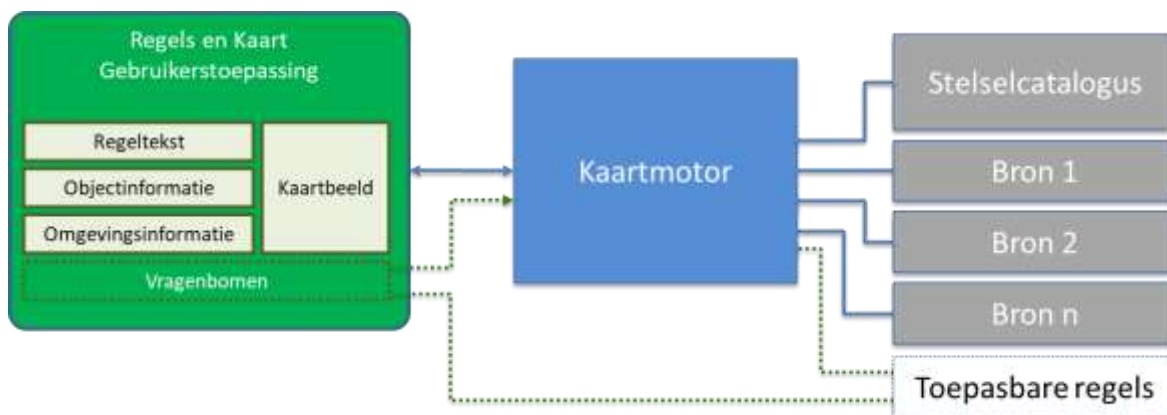 Regels en Kaart
Gebruikerstoepassing
Regeltekst
Objectinformatie
Omgevingsinformatie
Kaartbeeld
Vragenbomen
Kaartmotor
Stelselcatalogus
Bron 1
Bron 2
Bron n
Toepasbare regels